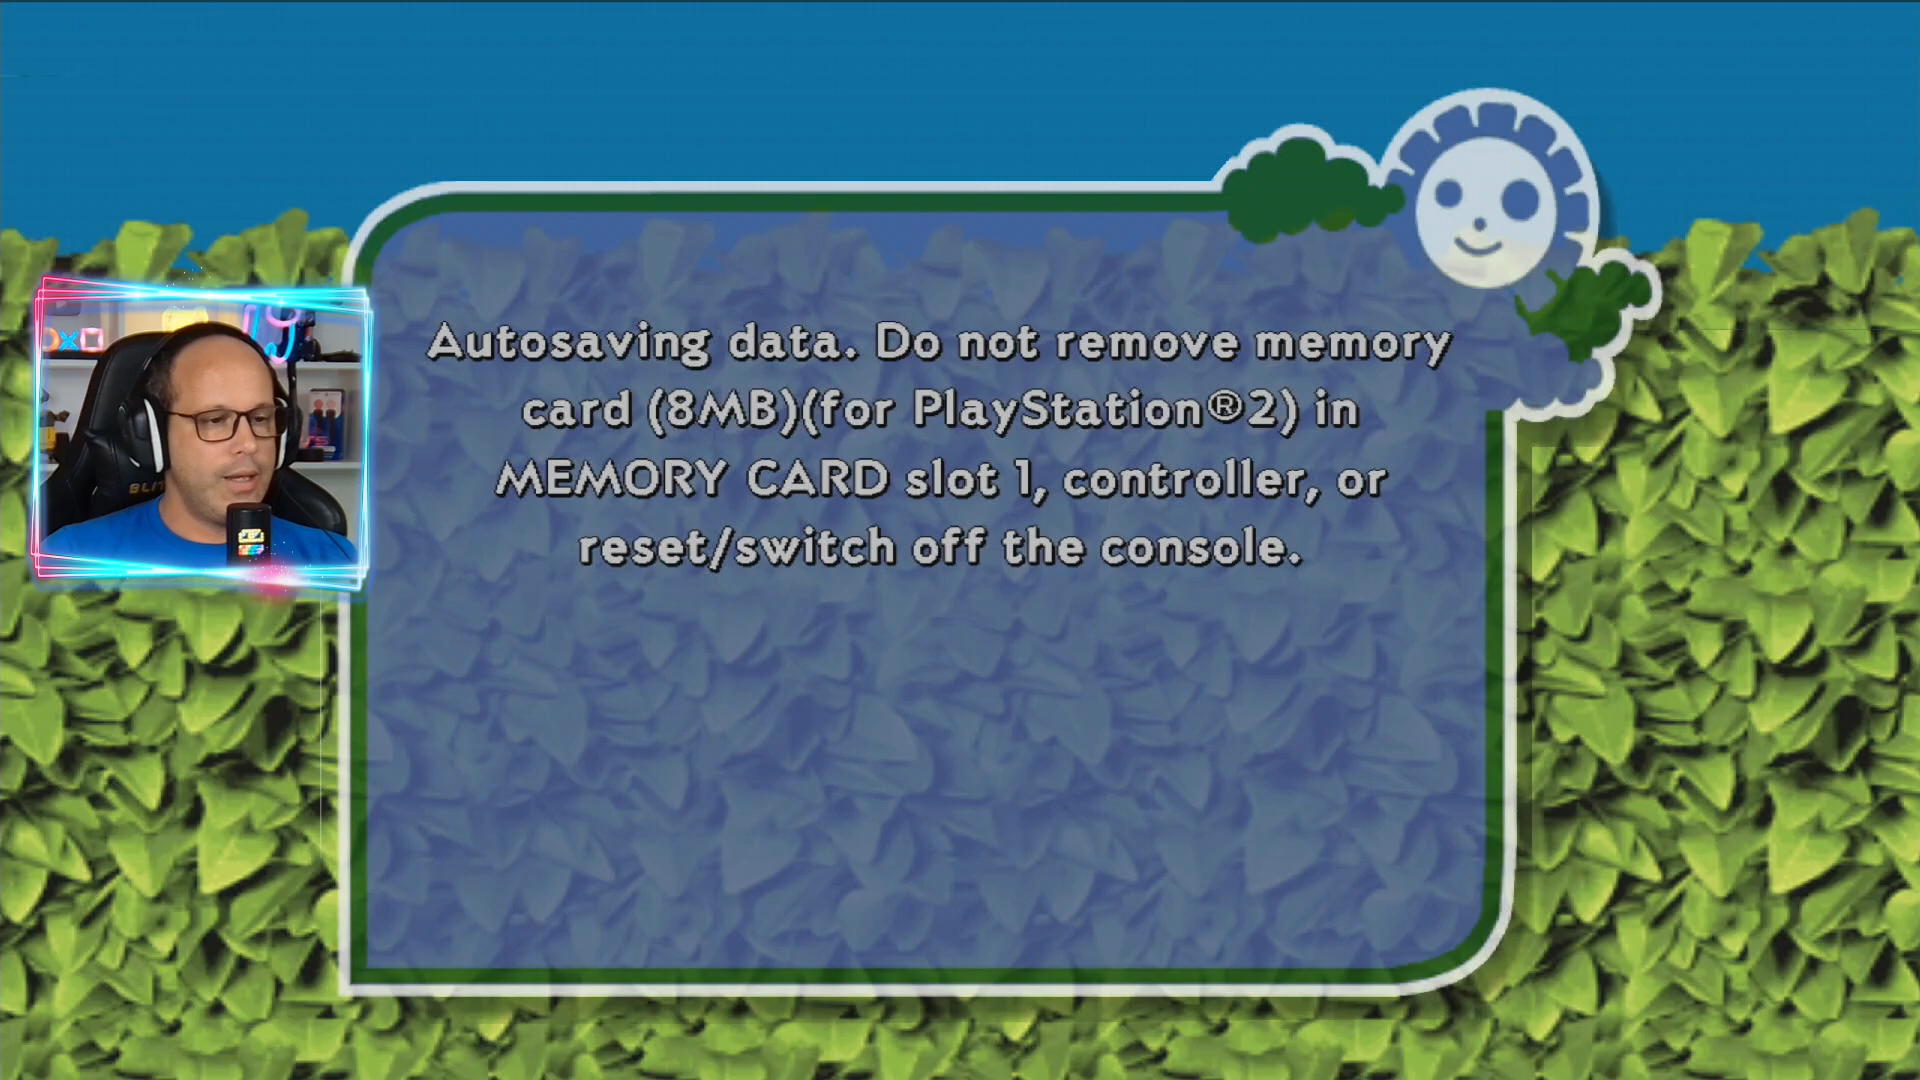 Autosaving data. Do not remove memory
card (8MB)(for PlayStation®2) in
MEMORY CARD slot 1, controller, or
reset/switch off the console.